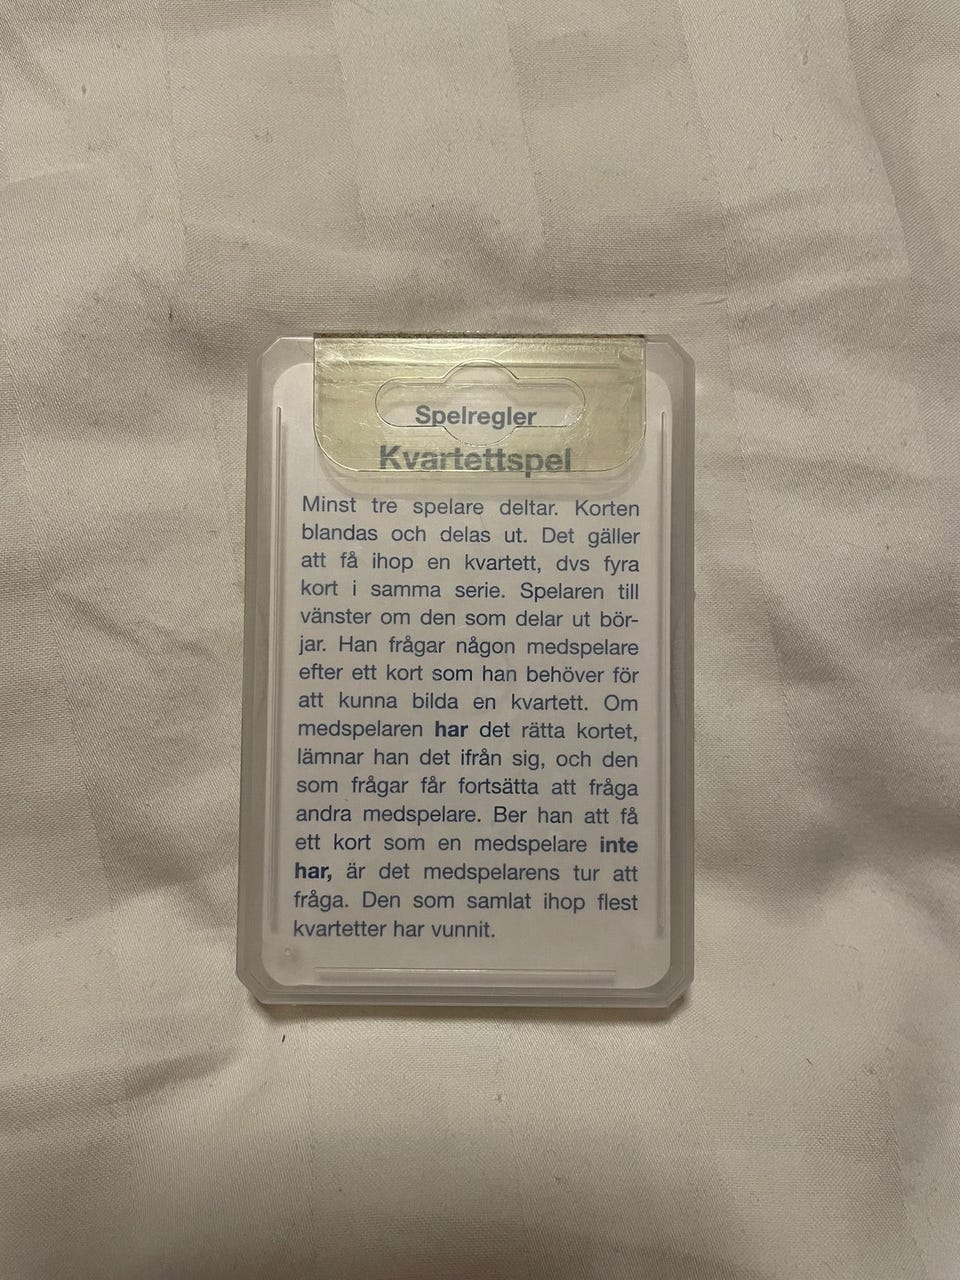 Spelregler
Kvartettspel
Minst tre spelare deltar. Korten
blandas och delas ut. Det gäller
att få ihop en kvartett, dvs fyra
kort i samma serie. Spelaren till
vänster om den som delar ut bör-
jar. Han frågar någon medspelare
efter ett kort som han behöver för
att kunna bilda en kvartett. Om
medspelaren har det rätta kortet,
lämnar han det ifrån sig, och den
som frågar får fortsätta att fråga
andra medspelare. Ber han att få
ett kort som en medspelare inte
har, är det medspelarens tur att
fråga. Den som samlat ihop flest
kvartetter har vunnit.